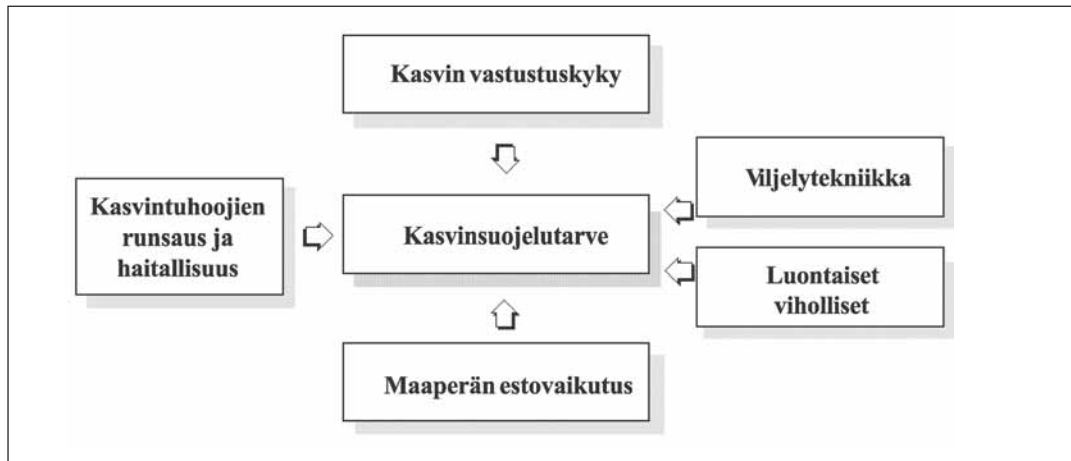 Kasvin vastustuskyky
Viljelytekniikka
Kasvintuhoojien
runsaus ja
haitallisuus
Kasvinsuojelutarve
Luontaiset
viholliset
Maaperän estovaikutus